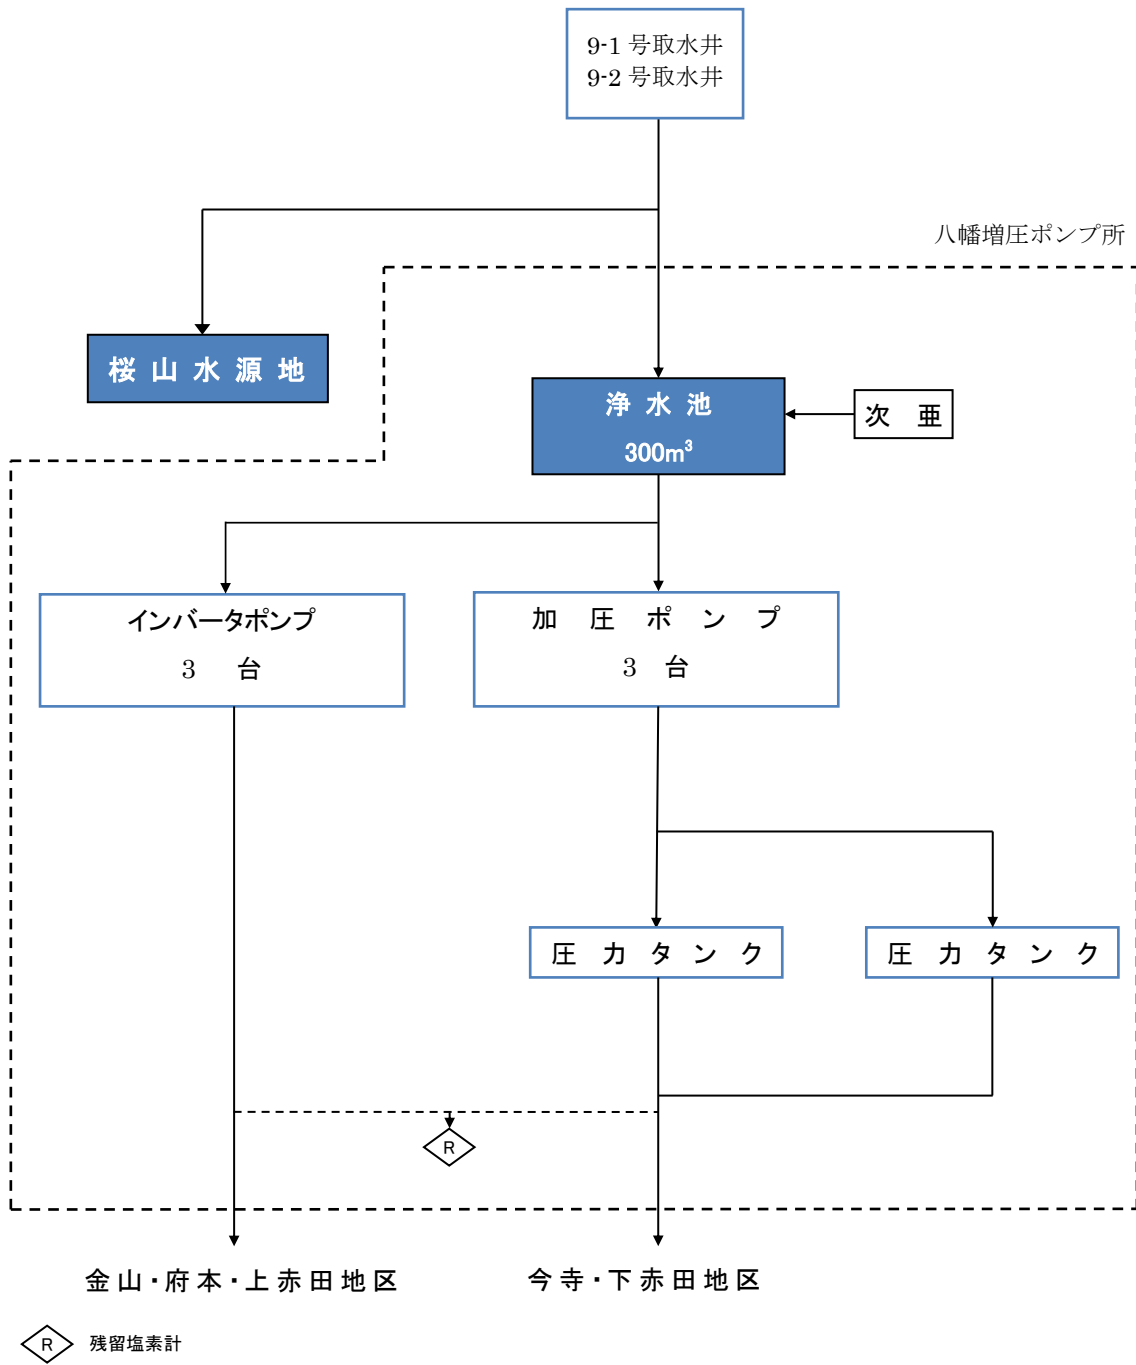 9-1 号取水井
9-2 号取水井
八幡増圧ポンプ所
桜山水源地
浄水池
300m³
次 亜
インバータポンプ
3 台
加圧ポンプ
3 台
圧力タンク
圧力タンク
R
金山・府本・上赤田地区
今寺・下赤田地区
R 残留塩素計